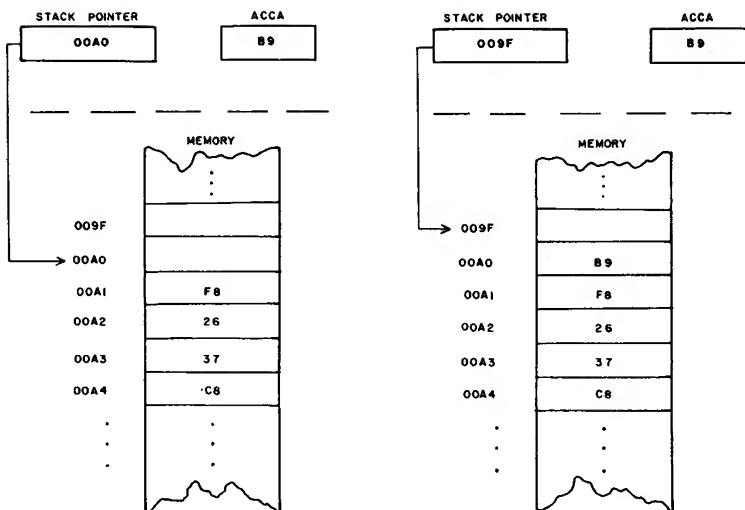 STACK POINTER ACCA
00A0 B9
MEMORY
009F
00A0
00A1 F8
00A2 26
00A3 37
00A4 C8
STACK POINTER ACCA
009F B9
MEMORY
009F
00A0 B9
00A1 F8
00A2 26
00A3 37
00A4 C8